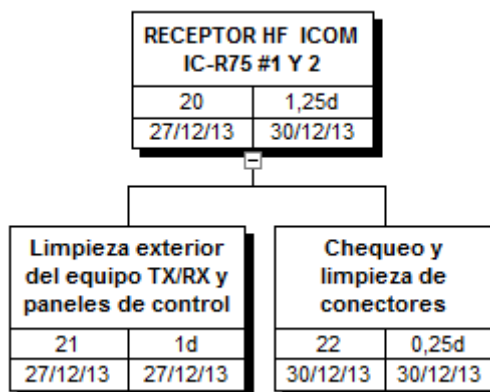 RECEPTOR HF ICOM
IC-R75 #1 Y 2
20 1,25d
27/12/13 30/12/13
Limpieza exterior
del equipo TX/RX y
paneles de control
21 1d
27/12/13 27/12/13
Chequeo y
limpieza de
conectores
22 0,25d
30/12/13 30/12/13